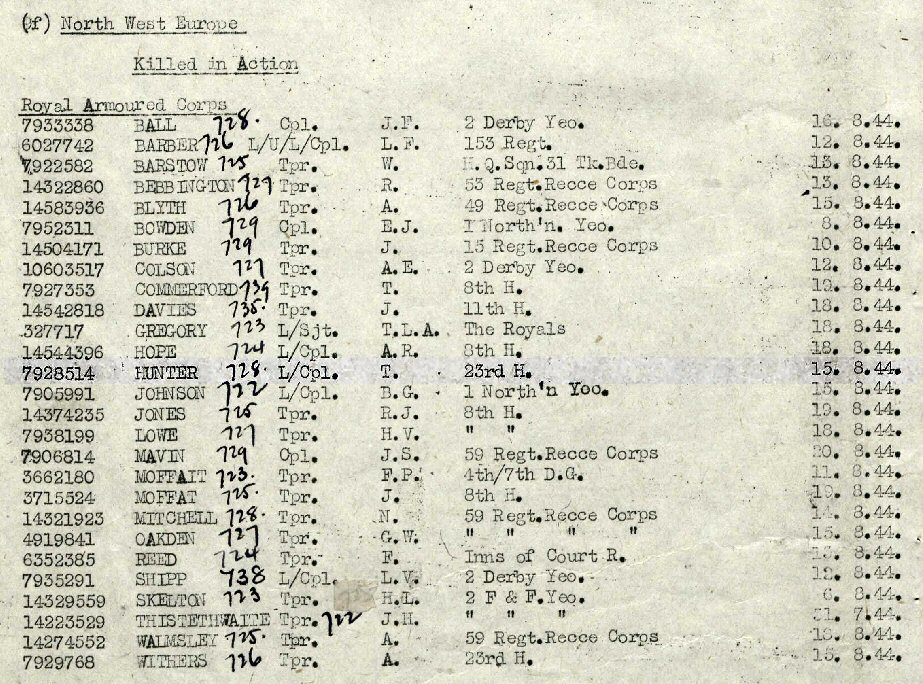 (f) North West Europe
Killed in Action
Royal Armoured Corps
7933338 BALL 728. Cpl. J.F. 2 Derby Yeo. 16. 8.44.
6027742 BARBER 726 L/U/L/Cpl. L.F. 153 Regt. 12. 8.44.
7922582 BARSTOW 725 Tpr. W. H.Q.Sqn.31 Tk.Bde. 13. 8.44.
14322860 BEBBINGTON 729 Tpr. R. 53 Regt.Recce Corps 13. 8.44.
14583936 BLYTH 726 Tpr. A. 49 Regt.Recce Corps 15. 8.44.
7952311 BOWDEN 729 Cpl. E.J. 1 North'n. Yeo. 8. 8.44.
14504171 BURKE 729 Tpr. J. 15 Regt.Recce Corps 10. 8.44.
10603517 COLSON 727 Tpr. A.E. 2 Derby Yeo. 12. 8.44.
7927353 COMMERFORD 739 Tpr. T. 8th H. 19. 8.44.
14542818 DAVIES 735. Tpr. J. 11th H. 18. 8.44.
327717 GREGORY 723 L/Sjt. T.L.A. The Royals 18. 8.44.
14544396 HOPE 724 L/Cpl. A.R. 8th H. 18. 8.44.
7928514 HUNTER 728. L/Cpl. T. 23rd H. 15. 8.44.
7905991 JOHNSON 722 L/Cpl. B.G. 1 North'n Yoo. 15. 8.44.
14374235 JONES 725 Tpr. R.J. 8th H. 19. 8.44.
7938199 LOWE 727 Tpr. H.V. " " 18. 8.44.
7906814 MAVIN 729 Cpl. J.S. 59 Regt.Recce Corps 20. 8.44.
3662180 MOFFAIT 723. Tpr. F.P. 4th/7th D.G. 11. 8.44.
3715524 MOFFAT 725. Tpr. J. 8th H. 19. 8.44.
14321923 MITCHELL 728. Tpr. N. 59 Regt.Recce Corps 14. 8.44.
4919841 OAKDEN 727 Tpr. G.W. " " " " 15. 8.44.
6352385 REED 724 Tpr. F. Inns of Court R. 8.44.
7935291 SHIPP 738 L/Cpl. L.V. 2 Derby Yeo. 12. 8.44.
14329559 SKELTON 723 Tpr. H.L. 2 F & F.Yeo. 6. 8.44.
14223529 THISTETHWAITE Tpr. 722 J.H. " " " 31. 7.44.
14274552 WALMSLEY 725. Tpr. A. 59 Regt.Recce Corps 18. 8.44.
7929768 WITHERS 726 Tpr. A. 23rd H. 15. 8.44.